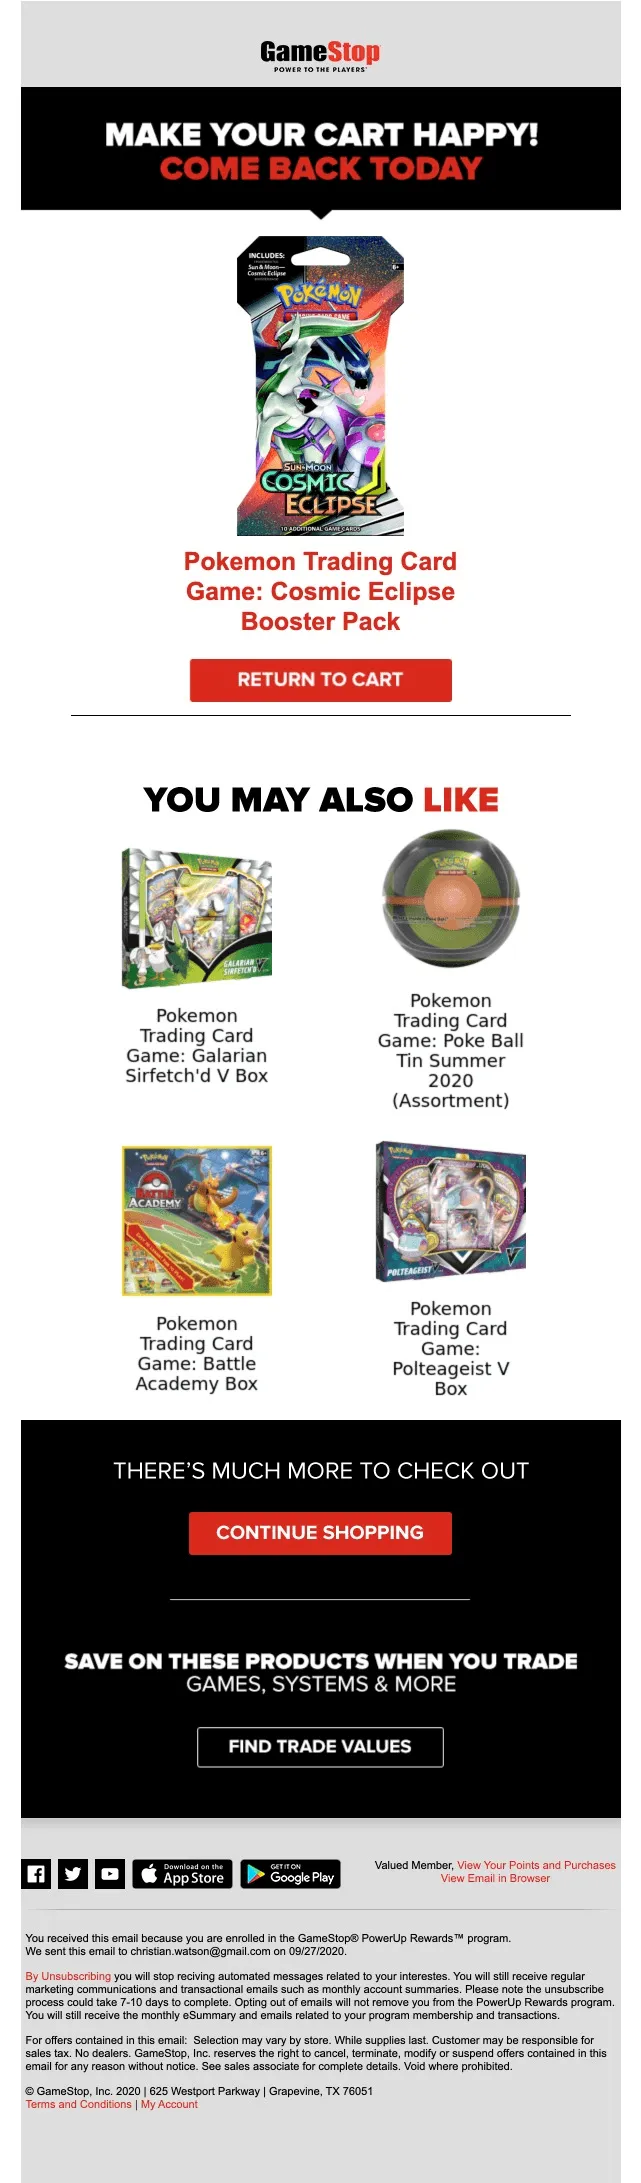 GameStop
POWER TO THE PLAYERS
MAKE YOUR CART HAPPY!
COME BACK TODAY
INCLUDES:
Sun & Moon—
Cosmic Eclipse
6+
POKéMON
TRADING CARD GAME
SUN & MOON
COSMIC
ECLIPSE
10 ADDITIONAL GAME CARDS
Pokemon Trading Card
Game: Cosmic Eclipse
Booster Pack
RETURN TO CART
YOU MAY ALSO LIKE
GALARIAN
SIRFETCH'D V
Pokemon
Trading Card
Game: Galarian
Sirfetch'd V Box
POKéMON
Pokemon
Trading Card
Game: Poke Ball
Tin Summer
2020
(Assortment)
POKéMON
BATTLE
ACADEMY
Pokemon
Trading Card
Game: Battle
Academy Box
POKéMON
POLTEAGEIST V
V
Pokemon
Trading Card
Game:
Polteageist V
Box
THERE'S MUCH MORE TO CHECK OUT
CONTINUE SHOPPING
SAVE ON THESE PRODUCTS WHEN YOU TRADE
GAMES, SYSTEMS & MORE
FIND TRADE VALUES
Download on the
App Store
GET IT ON
Google Play
Valued Member, View Your Points and Purchases
View Email in Browser
You received this email because you are enrolled in the GameStop® PowerUp Rewards™ program.
We sent this email to christian.watson@gmail.com on 09/27/2020.
By Unsubscribing you will stop reciving automated messages related to your interestes. You will still receive regular
marketing communications and transactional emails such as monthly account summaries. Please note the unsubscribe
process could take 7-10 days to complete. Opting out of emails will not remove you from the PowerUp Rewards program.
You will still receive the monthly eSummary and emails related to your program membership and transactions.
For offers contained in this email: Selection may vary by store. While supplies last. Customer may be responsible for
sales tax. No dealers. GameStop, Inc. reserves the right to cancel, terminate, modify or suspend offers contained in this
email for any reason without notice. See sales associate for complete details. Void where prohibited.
© GameStop, Inc. 2020 | 625 Westport Parkway | Grapevine, TX 76051
Terms and Conditions | My Account